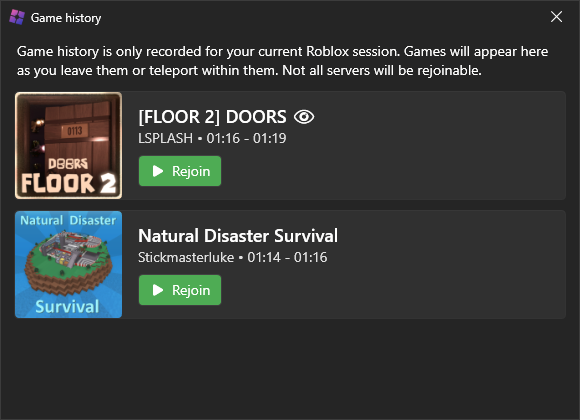 Game history
Game history is only recorded for your current Roblox session. Games will appear here
as you leave them or teleport within them. Not all servers will be rejoinable.
0113
DOORS
FLOOR 2
[FLOOR 2] DOORS 👁
LSPLASH • 01:16 - 01:19
Rejoin
Natural Disaster
Survival
Natural Disaster Survival
Stickmasterluke • 01:14 - 01:16
Rejoin